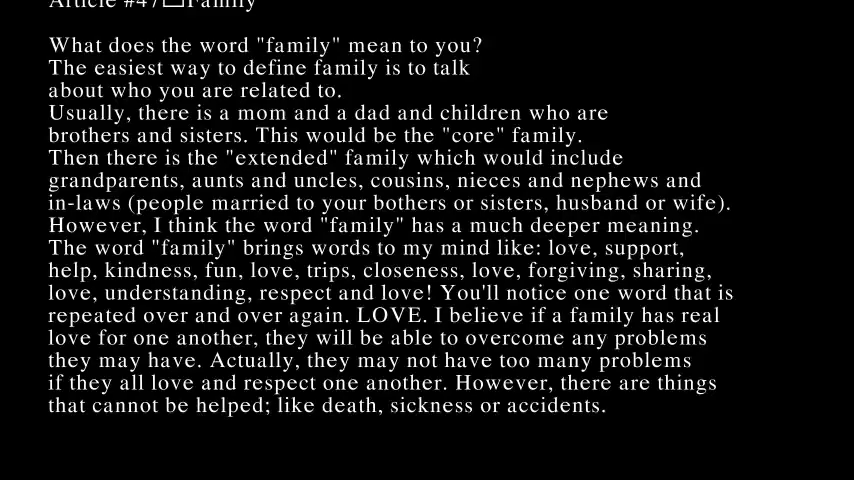 Article #47 Family
What does the word "family" mean to you?
The easiest way to define family is to talk
about who you are related to.
Usually, there is a mom and a dad and children who are
brothers and sisters. This would be the "core" family.
Then there is the "extended" family which would include
grandparents, aunts and uncles, cousins, nieces and nephews and
in-laws (people married to your bothers or sisters, husband or wife).
However, I think the word "family" has a much deeper meaning.
The word "family" brings words to my mind like: love, support,
help, kindness, fun, love, trips, closeness, love, forgiving, sharing,
love, understanding, respect and love! You'll notice one word that is
repeated over and over again. LOVE. I believe if a family has real
love for one another, they will be able to overcome any problems
they may have. Actually, they may not have too many problems
if they all love and respect one another. However, there are things
that cannot be helped; like death, sickness or accidents.